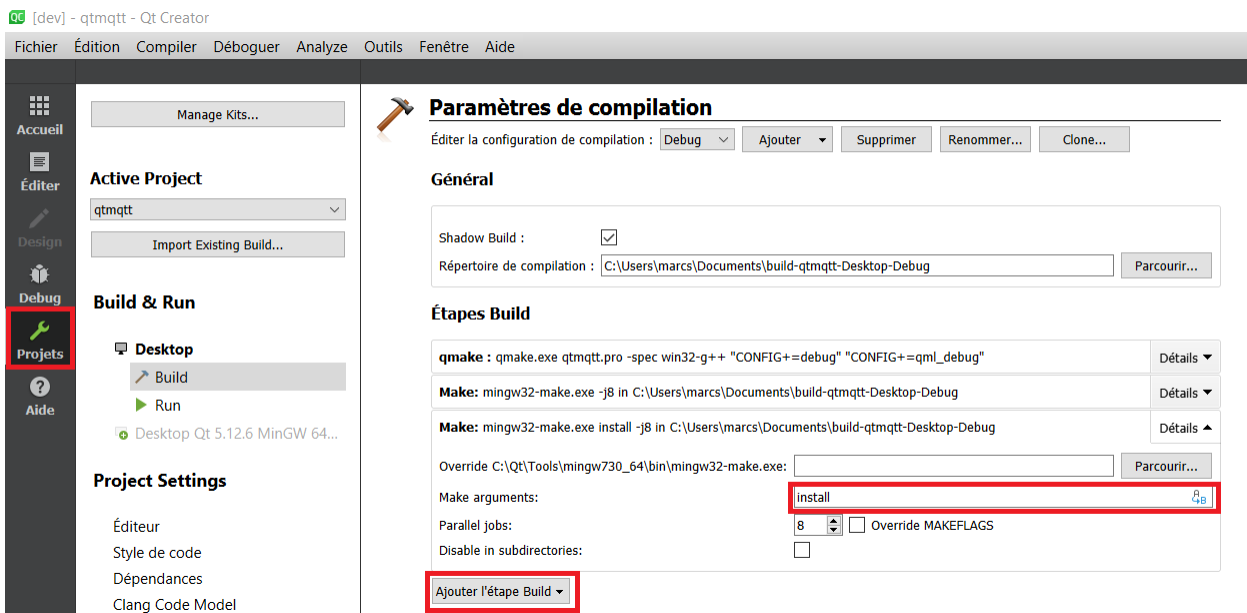 QC [dev] - qtmqtt - Qt Creator
Fichier Édition Compiler Déboguer Analyze Outils Fenêtre Aide
Accueil
Éditer
Design
Debug
Projets
Aide
Manage Kits...
Active Project
qtmqtt
Import Existing Build...
Build & Run
Desktop
Build
Run
Desktop Qt 5.12.6 MinGW 64...
Project Settings
Éditeur
Style de code
Dépendances
Clang Code Model
Paramètres de compilation
Éditer la configuration de compilation : Debug Ajouter Supprimer Renommer... Clone...
Général
Shadow Build :
Répertoire de compilation : C:\Users\marcs\Documents\build-qtmqtt-Desktop-Debug Parcourir...
Étapes Build
qmake : qmake.exe qtmqtt.pro -spec win32-g++ "CONFIG+=debug" "CONFIG+=qml_debug" Détails
Make: mingw32-make.exe -j8 in C:\Users\marcs\Documents\build-qtmqtt-Desktop-Debug Détails
Make: mingw32-make.exe install -j8 in C:\Users\marcs\Documents\build-qtmqtt-Desktop-Debug Détails
Override C:\Qt\Tools\mingw730_64\bin\mingw32-make.exe: Parcourir...
Make arguments: install
Parallel jobs: 8 Override MAKEFLAGS
Disable in subdirectories:
Ajouter l'étape Build